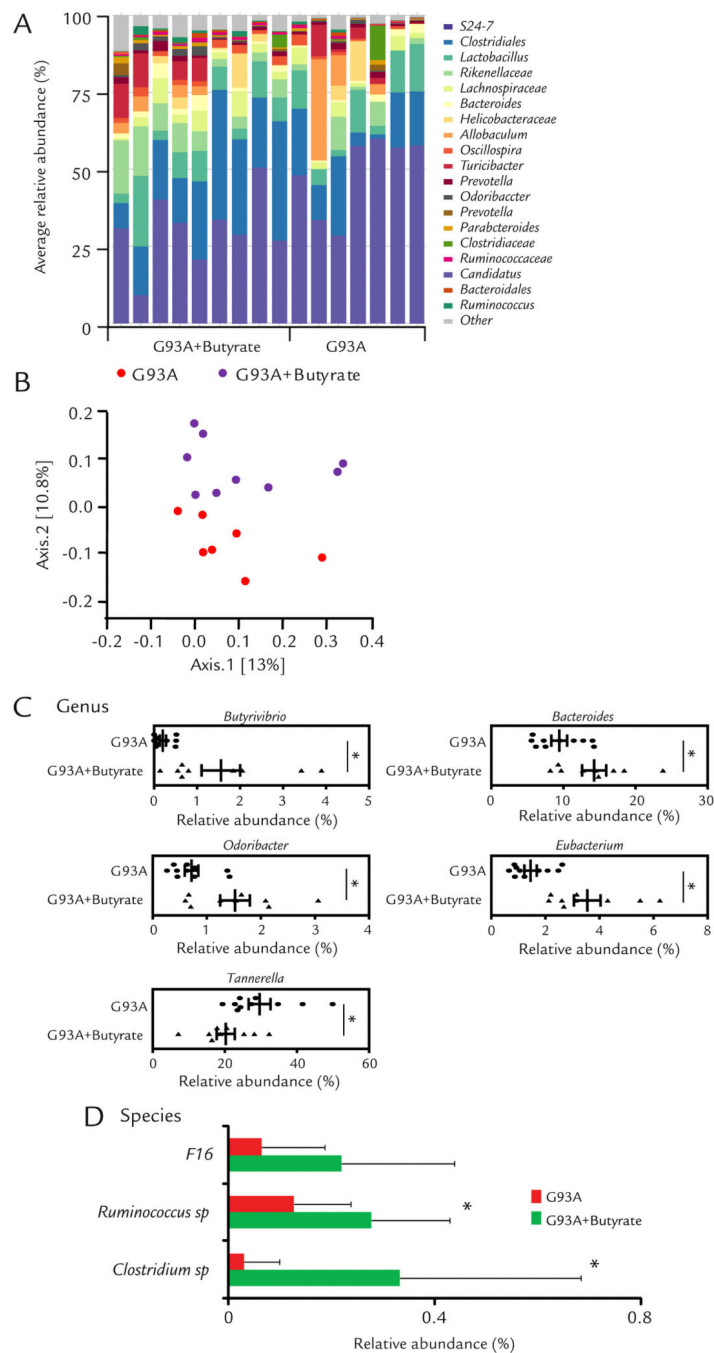 A
Average relative abundance (%)
100
75
50
25
0
G93A+Butyrate
G93A
S24-7
Clostridiales
Lactobacillus
Rikenellaceae
Lachnospiraceae
Bacteroides
Helicobacteraceae
Allobaculum
Oscillospira
Turicibacter
Prevotella
Odoribaccter
Prevotella
Parabcteroides
Clostridiaceae
Ruminococcaceae
Candidatus
Bacteroidales
Ruminococcus
Other
B
G93A
G93A+Butyrate
Axis.2 [10.8%]
0.2
0.1
0.0
-0.1
-0.2
-0.2 -0.1 0.0 0.1 0.2 0.3 0.4
Axis.1 [13%]
C Genus
Butyrivibrio
G93A
G93A+Butyrate
*
0 1 2 3 4 5
Relative abundance (%)
Bacteroides
G93A
G93A+Butyrate
*
0 10 20 30
Relative abundance (%)
Odoribacter
G93A
G93A+Butyrate
*
0 1 2 3 4
Relative abundance (%)
Eubacterium
G93A
G93A+Butyrate
*
0 2 4 6 8
Relative abundance (%)
Tannerella
G93A
G93A+Butyrate
*
0 20 40 60
Relative abundance (%)
D Species
F16
Ruminococcus sp
*
Clostridium sp
*
G93A
G93A+Butyrate
0 0.4 0.8
Relative abundance (%)